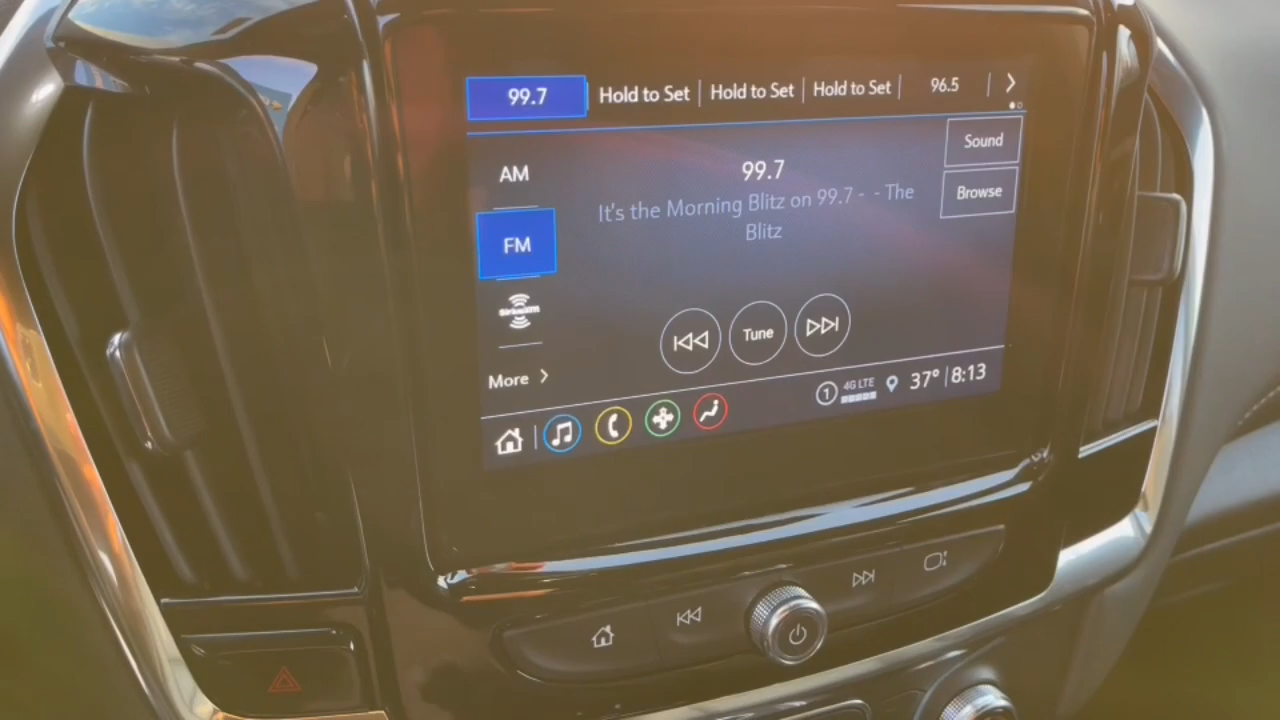 99.7 Hold to Set Hold to Set Hold to Set 96.5
Sound
AM
99.7
Browse
It's the Morning Blitz on 99.7 - - The
Blitz
FM
SiriusXM
Tune
More
1 4G LTE 37° 8:13